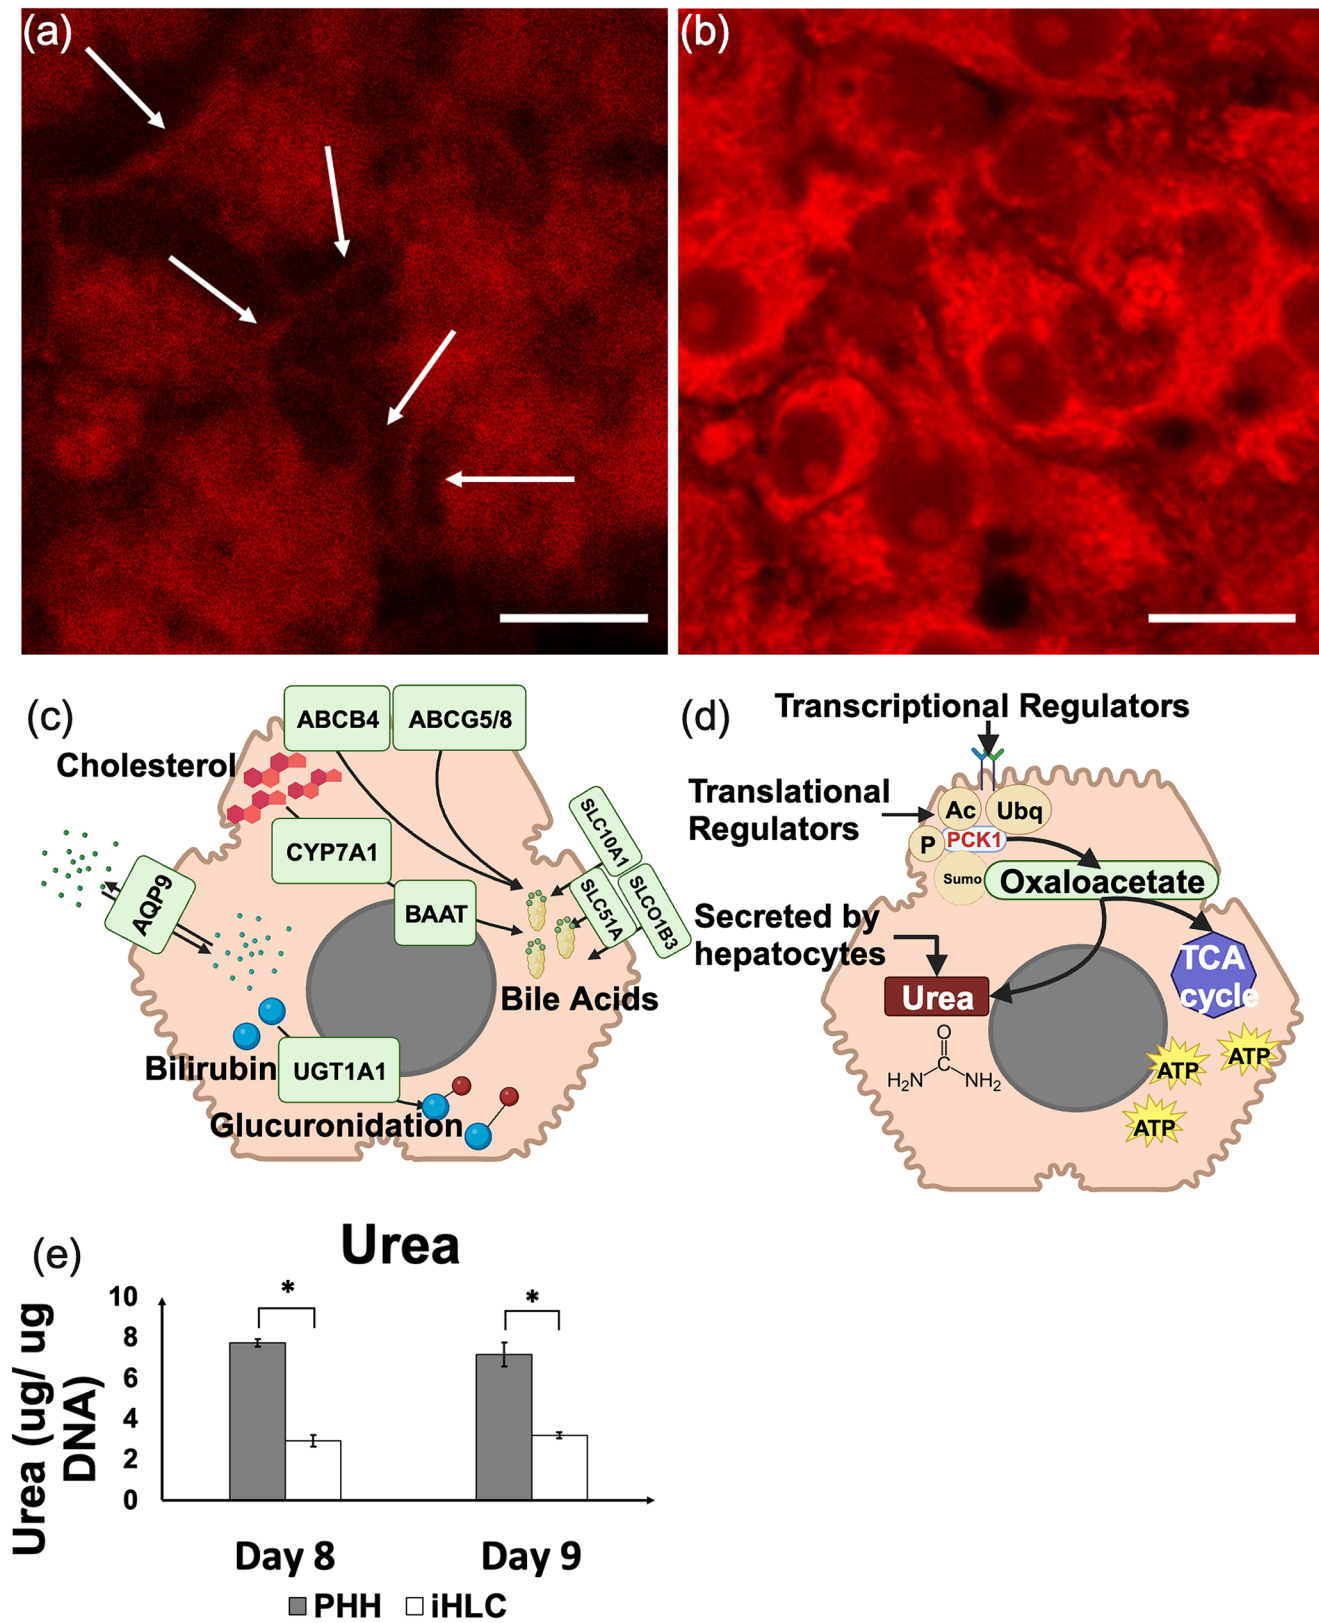 (a)
(b)
(c)
ABCB4
ABCG5/8
Cholesterol
CYP7A1
SLC10A1
AQP9
BAAT
SLC51A
SLCO1B3
Bile Acids
Bilirubin
UGT1A1
Glucuronidation
(d)
Transcriptional Regulators
Translational
Regulators
Ac
Ubq
P
PCK1
Sumo
Oxaloacetate
Secreted by
hepatocytes
TCA
cycle
Urea
O
C
H₂N
NH₂
ATP
ATP
ATP
(e)
Urea
Urea (ug/ ug
DNA)
10
8
6
4
2
0
*
*
Day 8
Day 9
PHH
iHLC